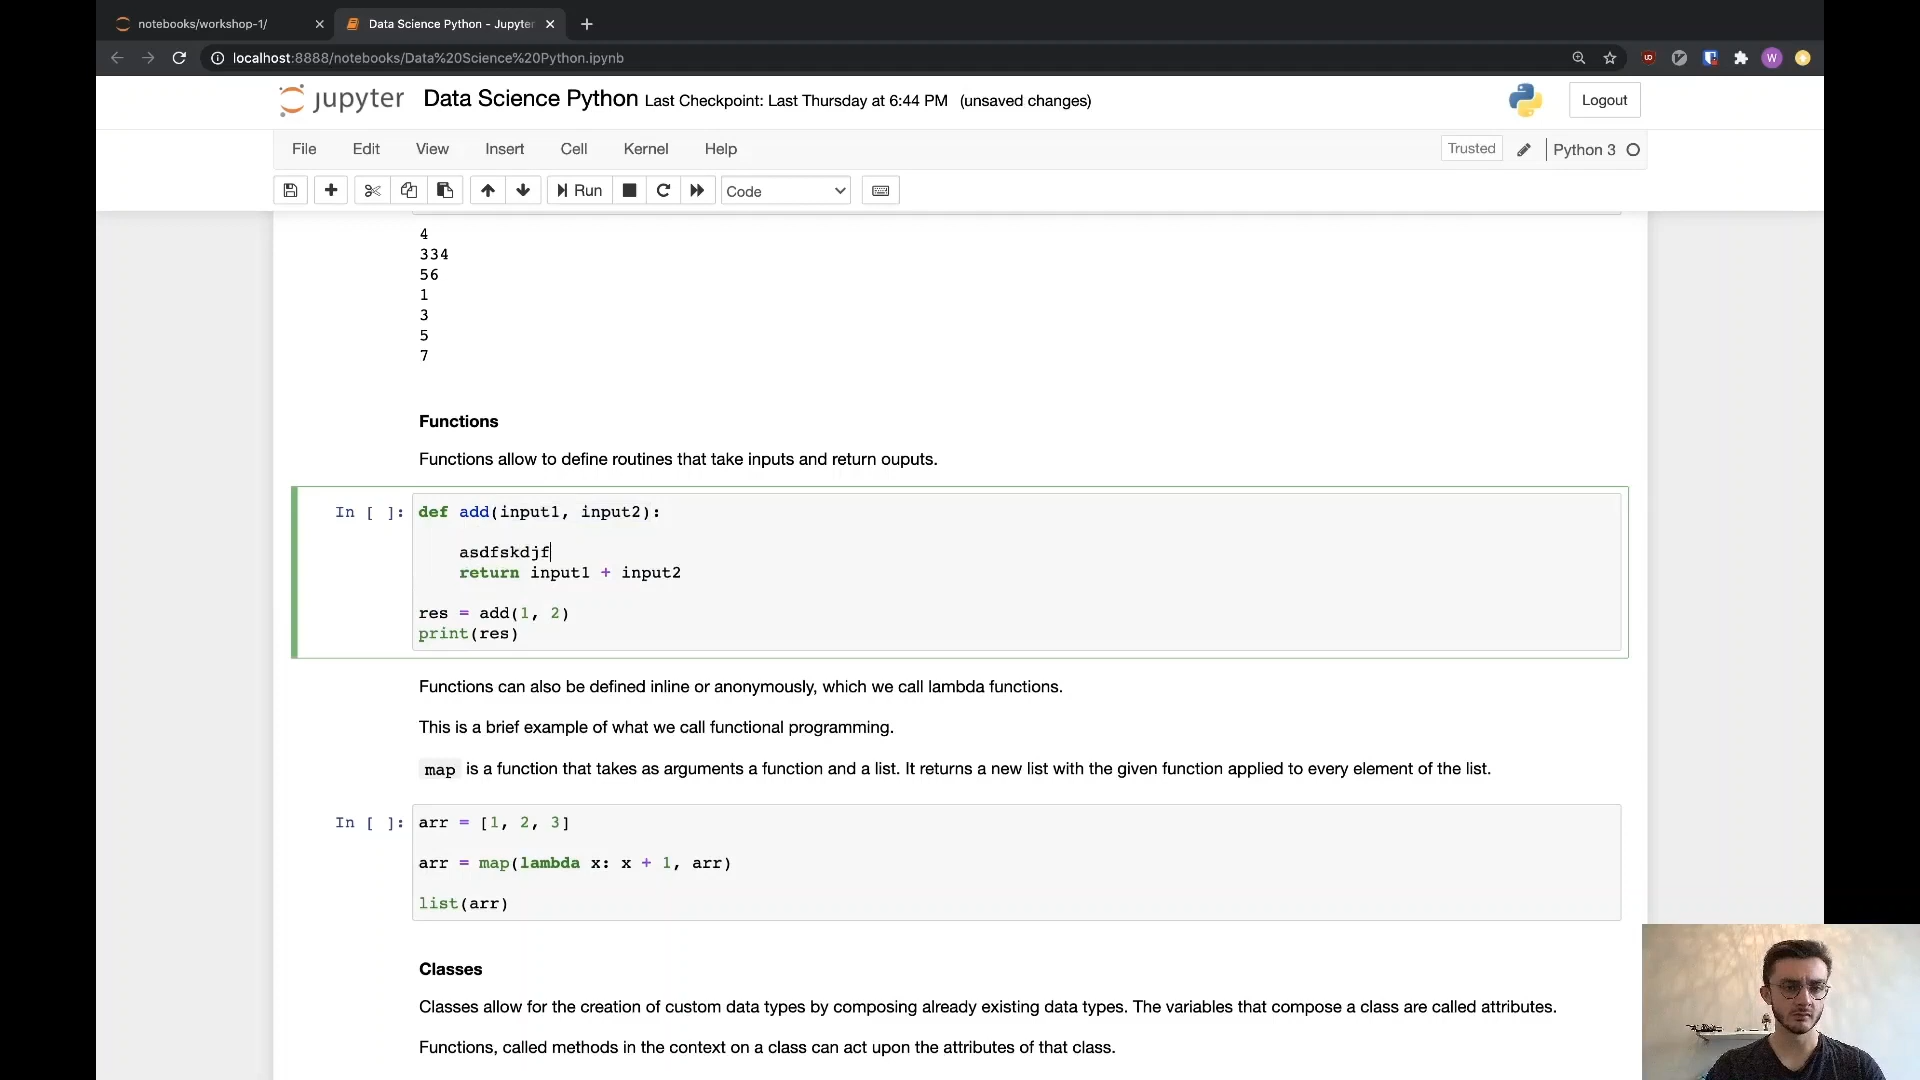 notebooks/workshop-1/
Data Science Python - Jupyter
localhost:8888/notebooks/Data%20Science%20Python.ipynb
W
jupyter Data Science Python Last Checkpoint: Last Thursday at 6:44 PM (unsaved changes)
Logout
File Edit View Insert Cell Kernel Help
Trusted
Python 3
Run
Code
4
334
56
1
3
5
7
Functions
Functions allow to define routines that take inputs and return ouputs.
In [ ]: def add(input1, input2):
asdfskdjf
return input1 + input2
res = add(1, 2)
print(res)
Functions can also be defined inline or anonymously, which we call lambda functions.
This is a brief example of what we call functional programming.
map is a function that takes as arguments a function and a list. It returns a new list with the given function applied to every element of the list.
In [ ]: arr = [1, 2, 3]
arr = map(lambda x: x + 1, arr)
list(arr)
Classes
Classes allow for the creation of custom data types by composing already existing data types. The variables that compose a class are called attributes.
Functions, called methods in the context on a class can act upon the attributes of that class.